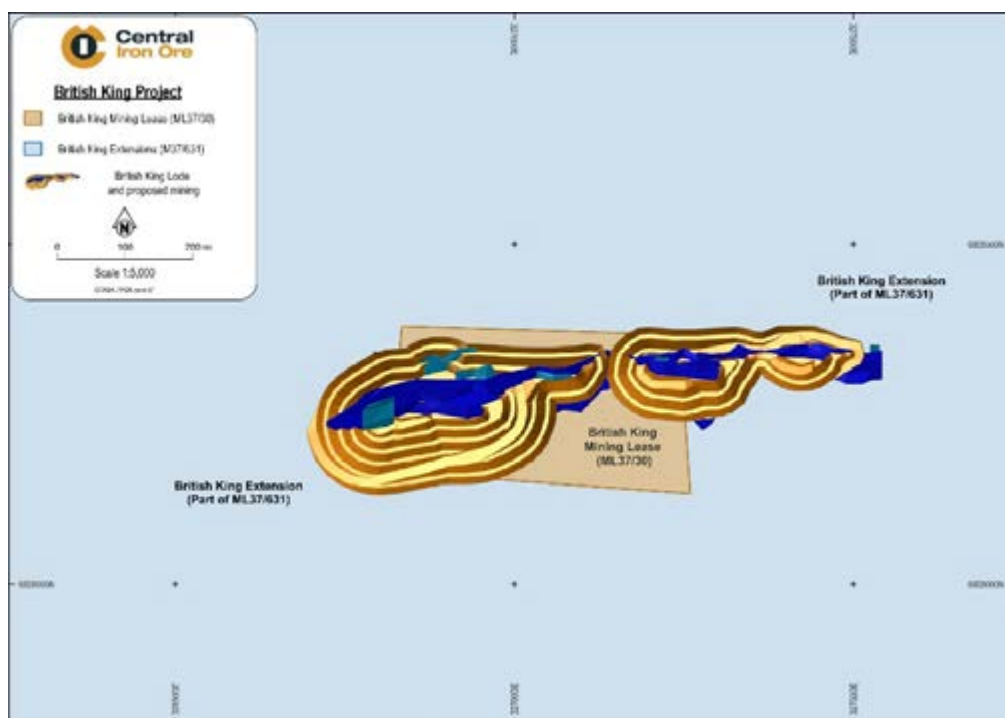 Central
Iron Ore
British King Project
British King Mining Lease (ML37/30)
British King Extensions (M37/631)
British King Lode
and proposed mining
N
0 100 200 m
Scale 1:5,000
British King Extension
(Part of ML37/631)
British King
Mining Lease
(ML37/30)
British King Extension
(Part of ML37/631)